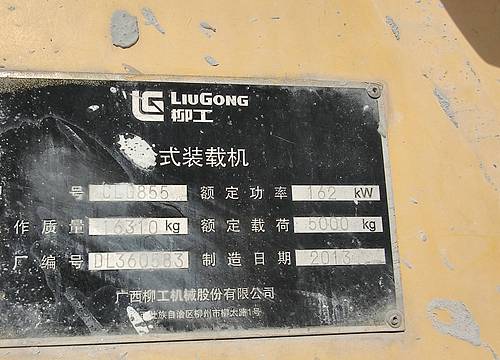 LIUGONG
柳工
式装载机
号 CLG855 额定功率 162 kW
作质量 16310 kg 额定载荷 5000 kg
厂编号 DL360583 制造日期 2013
广西柳工机械股份有限公司
壮族自治区柳州市柳太路1号